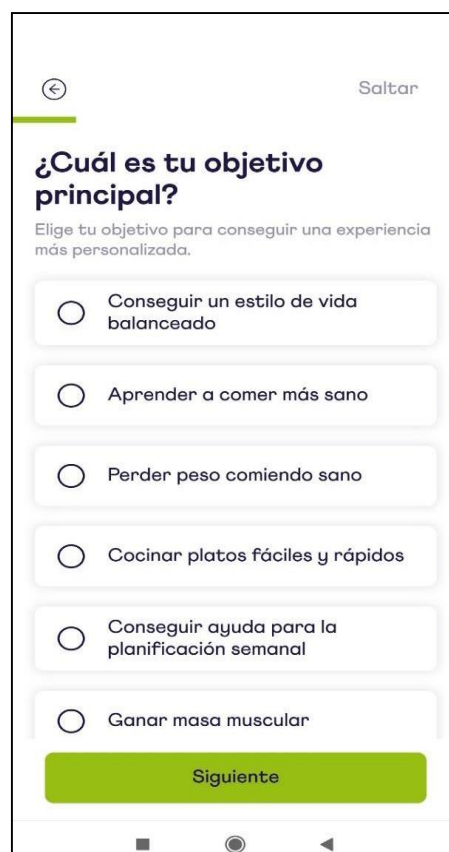 Saltar
¿Cuál es tu objetivo
principal?
Elige tu objetivo para conseguir una experiencia
más personalizada.
Conseguir un estilo de vida
balanceado
Aprender a comer más sano
Perder peso comiendo sano
Cocinar platos fáciles y rápidos
Conseguir ayuda para la
planificación semanal
Ganar masa muscular
Siguiente